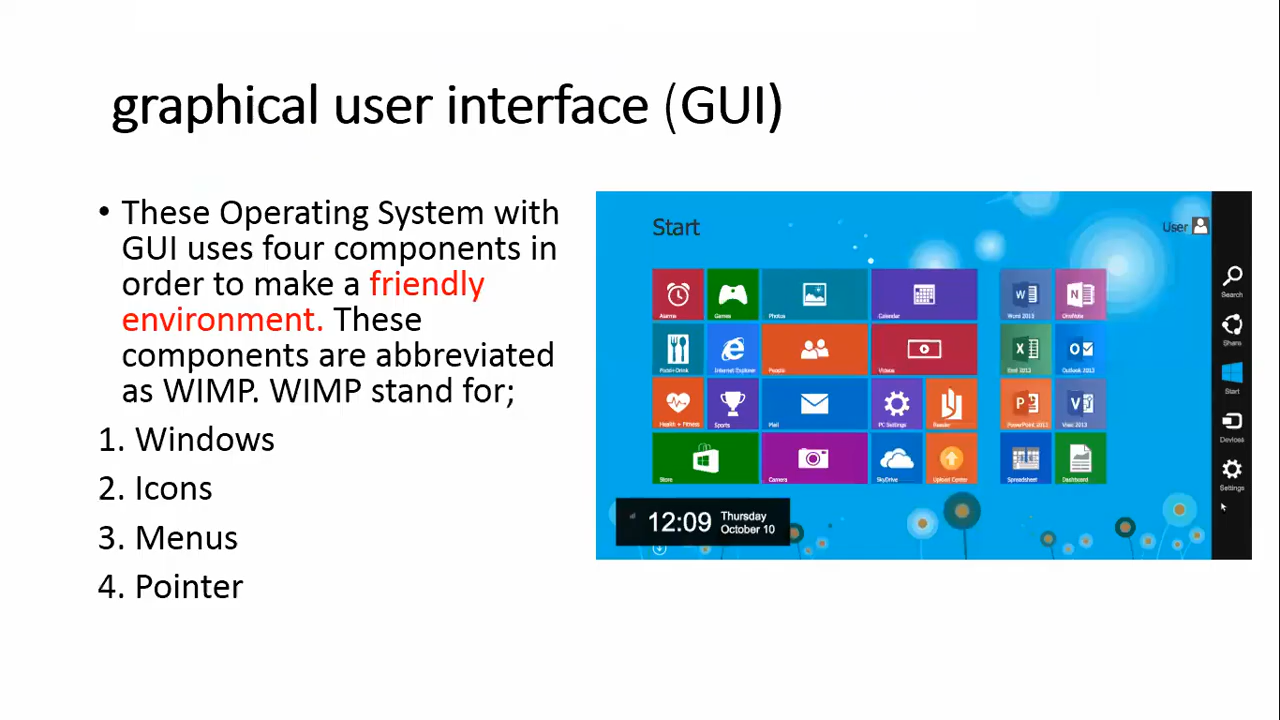 graphical user interface (GUI)
• These Operating System with
GUI uses four components in
order to make a friendly
environment. These
components are abbreviated
as WIMP. WIMP stand for;
1. Windows
2. Icons
3. Menus
4. Pointer
Start
User
Alarms
Games
Photos
Calendar
Word 2013
OneNote
Food+Drink
Internet Explorer
People
Videos
Excel 2013
Outlook 2013
Health + Fitness
Sports
Mail
PC Settings
Reader
PowerPoint 2013
Visio 2013
Store
Camera
SkyDrive
Upload Center
Spreadsheet
Dashboard
Search
Share
Start
Devices
Settings
12:09
Thursday
October 10